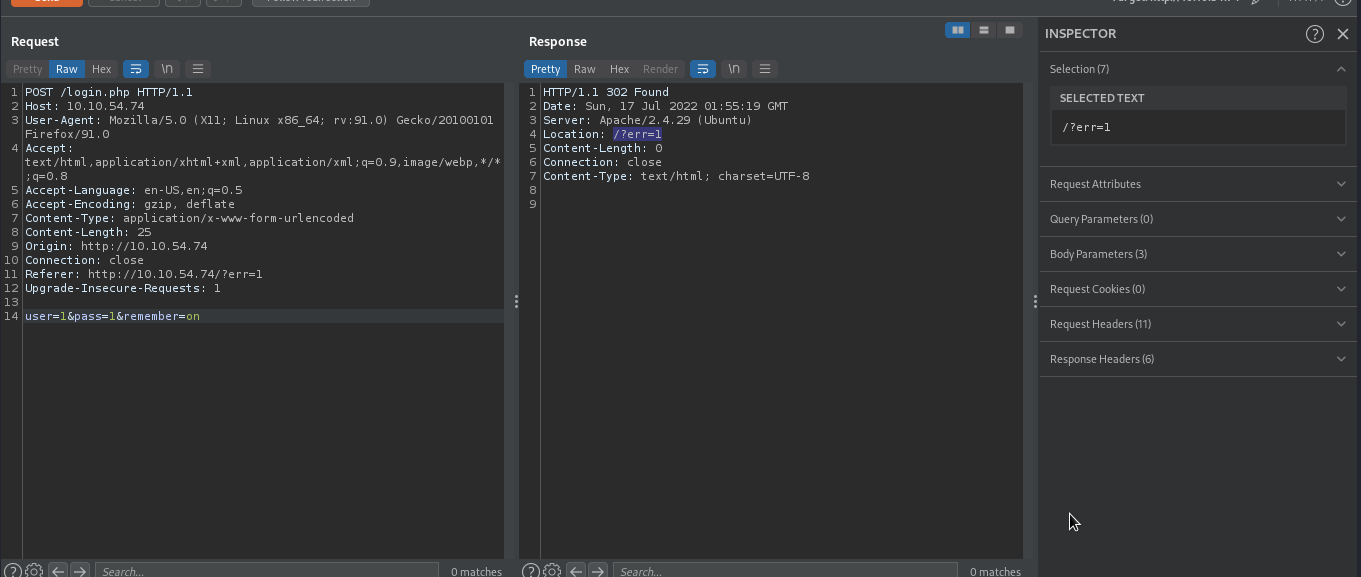 Request
Pretty Raw Hex \n
1 POST /login.php HTTP/1.1
2 Host: 10.10.54.74
3 User-Agent: Mozilla/5.0 (X11; Linux x86_64; rv:91.0) Gecko/20100101
Firefox/91.0
4 Accept:
text/html,application/xhtml+xml,application/xml;q=0.9,image/webp,*/*
;q=0.8
5 Accept-Language: en-US,en;q=0.5
6 Accept-Encoding: gzip, deflate
7 Content-Type: application/x-www-form-urlencoded
8 Content-Length: 25
9 Origin: http://10.10.54.74
10 Connection: close
11 Referer: http://10.10.54.74/?err=1
12 Upgrade-Insecure-Requests: 1
13
14 user=1&pass=1&remember=on
Search...
0 matches
Response
Pretty Raw Hex Render \n
1 HTTP/1.1 302 Found
2 Date: Sun, 17 Jul 2022 01:55:19 GMT
3 Server: Apache/2.4.29 (Ubuntu)
4 Location: /?err=1
5 Content-Length: 0
6 Connection: close
7 Content-Type: text/html; charset=UTF-8
8
9
Search...
0 matches
INSPECTOR
Selection (7)
SELECTED TEXT
/?err=1
Request Attributes
Query Parameters (0)
Body Parameters (3)
Request Cookies (0)
Request Headers (11)
Response Headers (6)